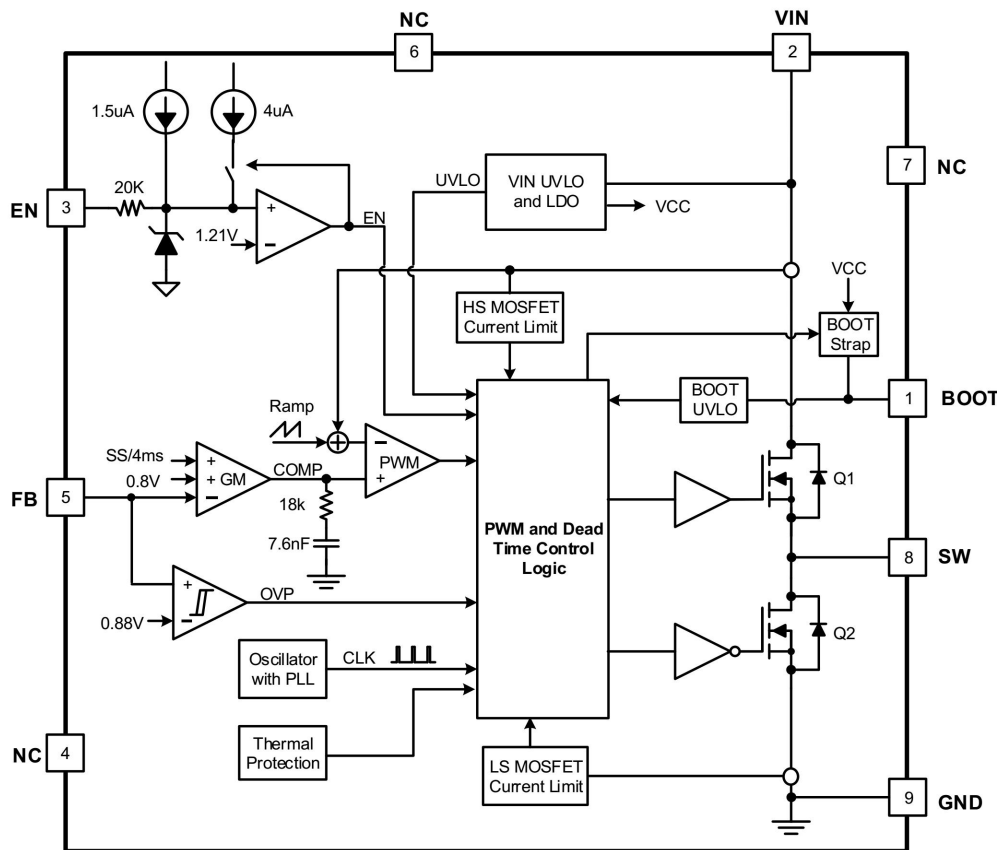 NC
VIN
6
2
1.5uA
4uA
7
NC
UVLO
VIN UVLO
and LDO
VCC
EN
3
20K
+
EN
1.21V
−
VCC
HS MOSFET
Current Limit
BOOT
Strap
BOOT
UVLO
1
BOOT
Ramp
+
−
PWM
+
SS/4ms
+
COMP
0.8V
+
GM
−
FB
5
18k
7.6nF
Q1
PWM and Dead
Time Control
Logic
8
SW
+
OVP
0.88V
−
Q2
Oscillator
with PLL
CLK
NC
4
Thermal
Protection
LS MOSFET
Current Limit
9
GND